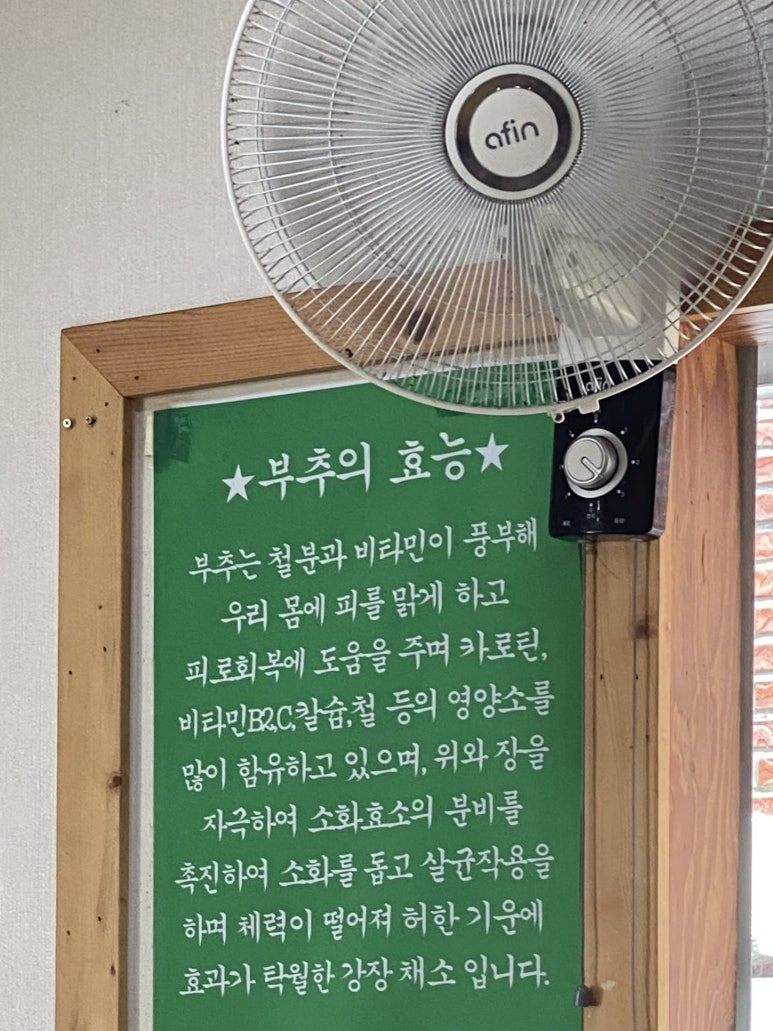 afin
★부추의 효능★
부추는 철분과 비타민이 풍부해
우리 몸에 피를 맑게 하고
피로회복에 도움을 주며 카로틴,
비타민B2,C,칼슘,철 등의 영양소를
많이 함유하고 있으며, 위와 장을
자극하여 소화효소의 분비를
촉진하여 소화를 돕고 살균작용을
하며 체력이 떨어져 허한 기운에
효과가 탁월한 강장 채소 입니다.